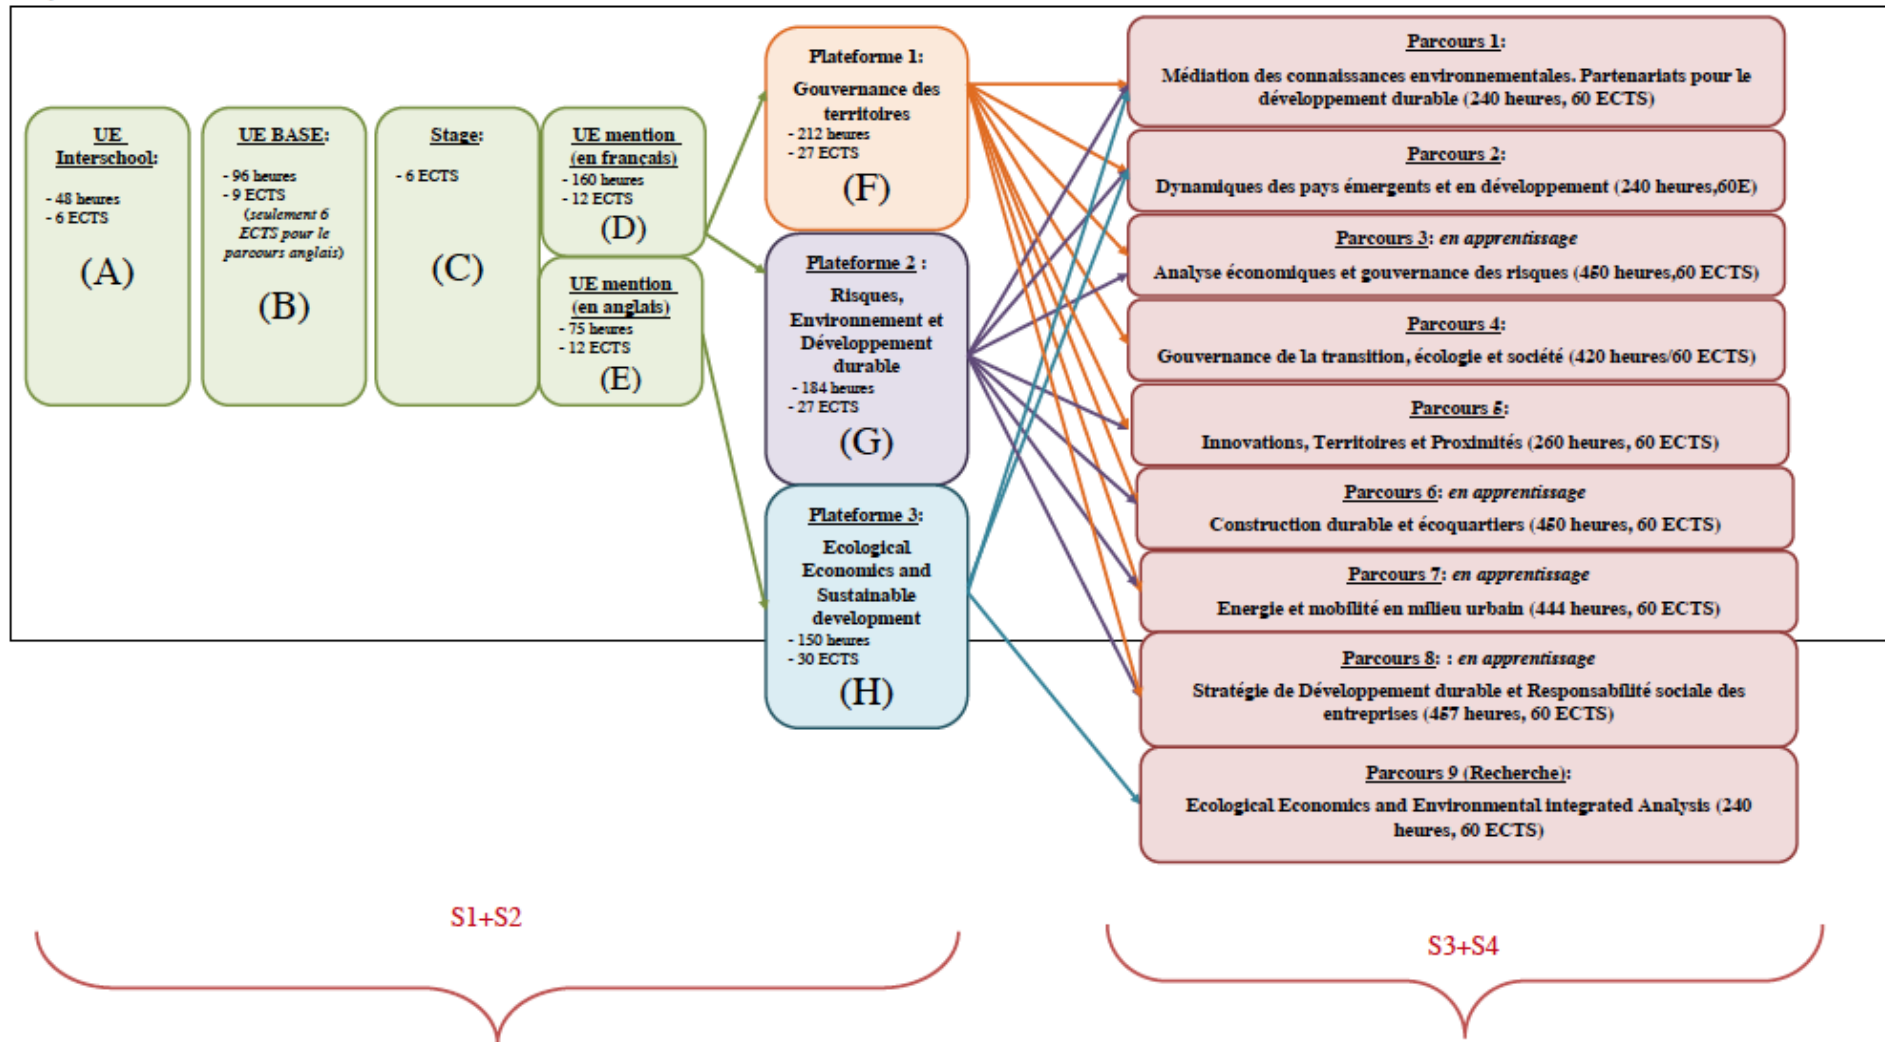 UE
Interschool:
- 48 heures
- 6 ECTS
(A)
UE BASE:
- 96 heures
- 9 ECTS
(seulement 6
ECTS pour le
parcours anglais)
(B)
Stage:
- 6 ECTS
(C)
UE mention
(en français)
- 160 heures
- 12 ECTS
(D)
UE mention
(en anglais)
- 75 heures
- 12 ECTS
(E)
Plateforme 1:
Gouvernance des
territoires
- 212 heures
- 27 ECTS
(F)
Plateforme 2 :
Risques,
Environnement et
Développement
durable
- 184 heures
- 27 ECTS
(G)
Plateforme 3:
Ecological
Economics and
Sustainable
development
- 150 heures
- 30 ECTS
(H)
Parcours 1:
Médiation des connaissances environnementales. Partenariats pour le
développement durable (240 heures, 60 ECTS)
Parcours 2:
Dynamiques des pays émergents et en développement (240 heures,60E)
Parcours 3: en apprentissage
Analyse économiques et gouvernance des risques (450 heures,60 ECTS)
Parcours 4:
Gouvernance de la transition, écologie et société (420 heures/60 ECTS)
Parcours 5:
Innovations, Territoires et Proximités (260 heures, 60 ECTS)
Parcours 6: en apprentissage
Construction durable et écoquartiers (450 heures, 60 ECTS)
Parcours 7: en apprentissage
Energie et mobilité en milieu urbain (444 heures, 60 ECTS)
Parcours 8: : en apprentissage
Stratégie de Développement durable et Responsabilité sociale des
entreprises (457 heures, 60 ECTS)
Parcours 9 (Recherche):
Ecological Economics and Environmental integrated Analysis (240
heures, 60 ECTS)
S1+S2
S3+S4